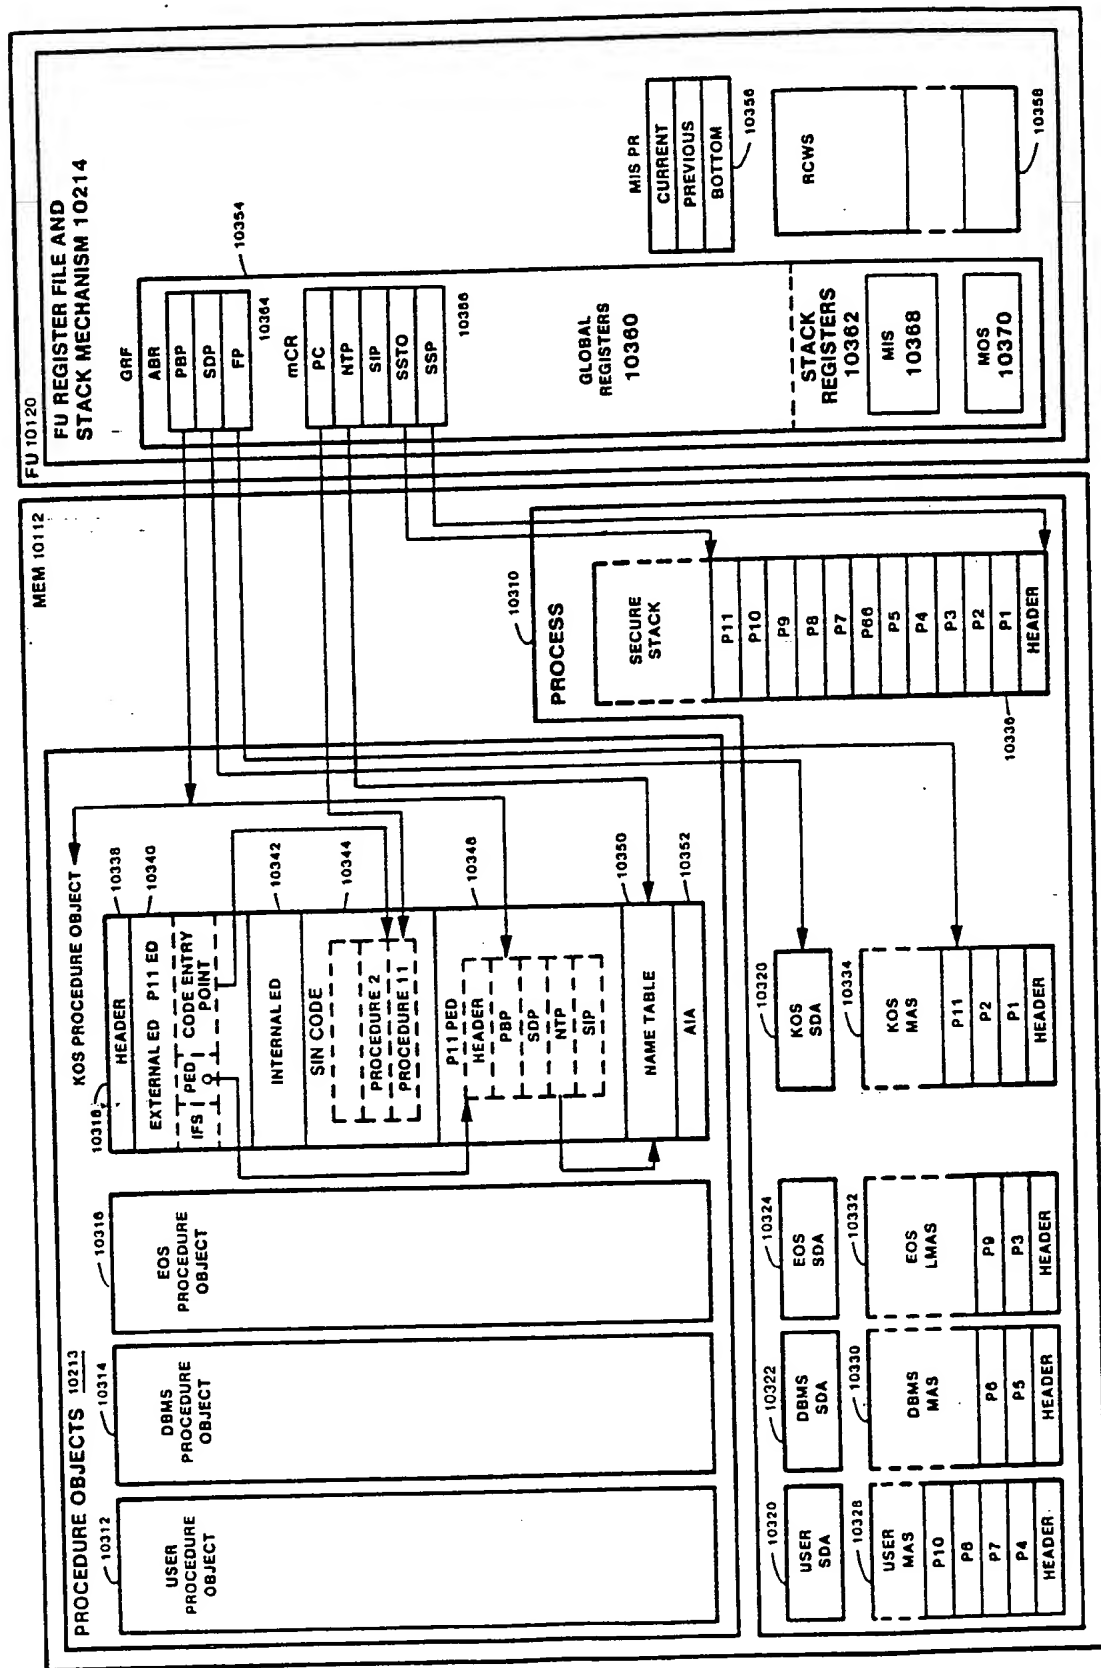 FU 10120
FU REGISTER FILE AND
STACK MECHANISM 10214
GRF
10354
ABR
PBP
SDP
FP
10364
mCR
PC
NTP
SIP
SSTO
SSP
10366
GLOBAL
REGISTERS
10360
STACK
REGISTERS
10362
MIS
10368
MOS
10370
MIS PR
CURRENT
PREVIOUS
BOTTOM
10356
RCWS
10358
MEM 10112
PROCEDURE OBJECTS 10213
10312
USER
PROCEDURE
OBJECT
10314
DBMS
PROCEDURE
OBJECT
10316
EOS
PROCEDURE
OBJECT
KOS PROCEDURE OBJECT
10318
HEADER
10338
EXTERNAL ED P11 ED
10340
IFS
PED
CODE ENTRY
POINT
INTERNAL ED
10342
SIN CODE
10344
PROCEDURE 2
PROCEDURE 11
P11 PED
10348
HEADER
PBP
SDP
NTP
SIP
NAME TABLE
10350
AIA
10352
10310
PROCESS
SECURE
STACK
P11
P10
P9
P8
P7
P66
P5
P4
P3
P2
P1
HEADER
10336
10320
USER
SDA
10322
DBMS
SDA
10324
EOS
SDA
10320
KOS
SDA
10328
USER
MAS
P10
P8
P7
P4
HEADER
10330
DBMS
MAS
P6
P5
HEADER
10332
EOS
LMAS
P9
P3
HEADER
10334
KOS
MAS
P11
P2
P1
HEADER